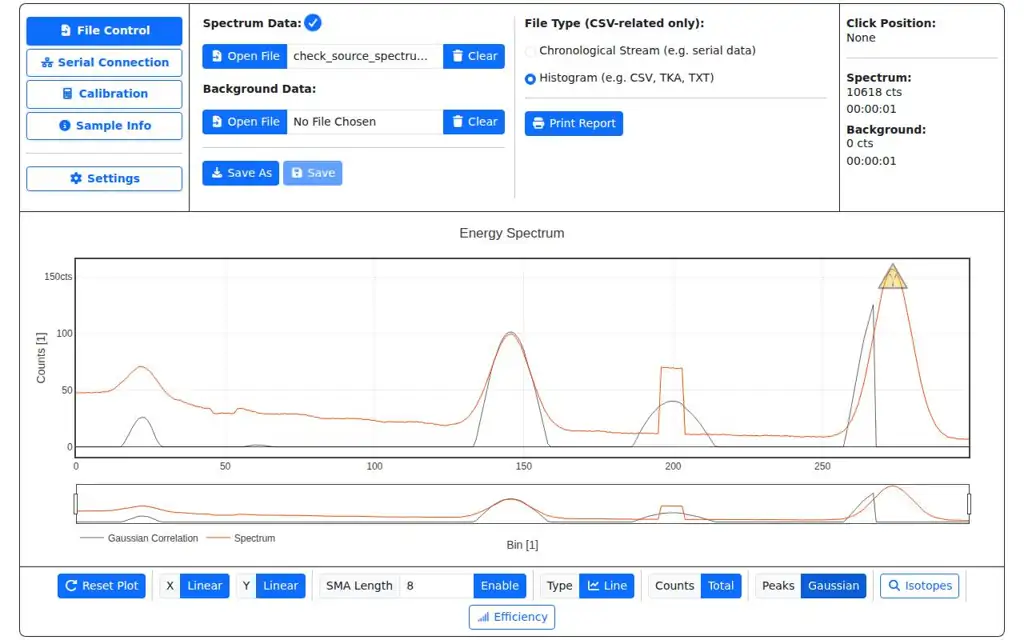 File Control
Serial Connection
Calibration
Sample Info
Settings
Spectrum Data:
Open File check_source_spectru... Clear
Background Data:
Open File No File Chosen Clear
Save As Save
File Type (CSV-related only):
Chronological Stream (e.g. serial data)
Histogram (e.g. CSV, TKA, TXT)
Print Report
Click Position:
None
Spectrum:
10618 cts
00:00:01
Background:
0 cts
00:00:01
Energy Spectrum
150cts
100
50
0
Counts [1]
0 50 100 150 200 250
Gaussian Correlation Spectrum
Bin [1]
Reset Plot X Linear Y Linear SMA Length 8 Enable Type Line Counts Total Peaks Gaussian Isotopes
Efficiency